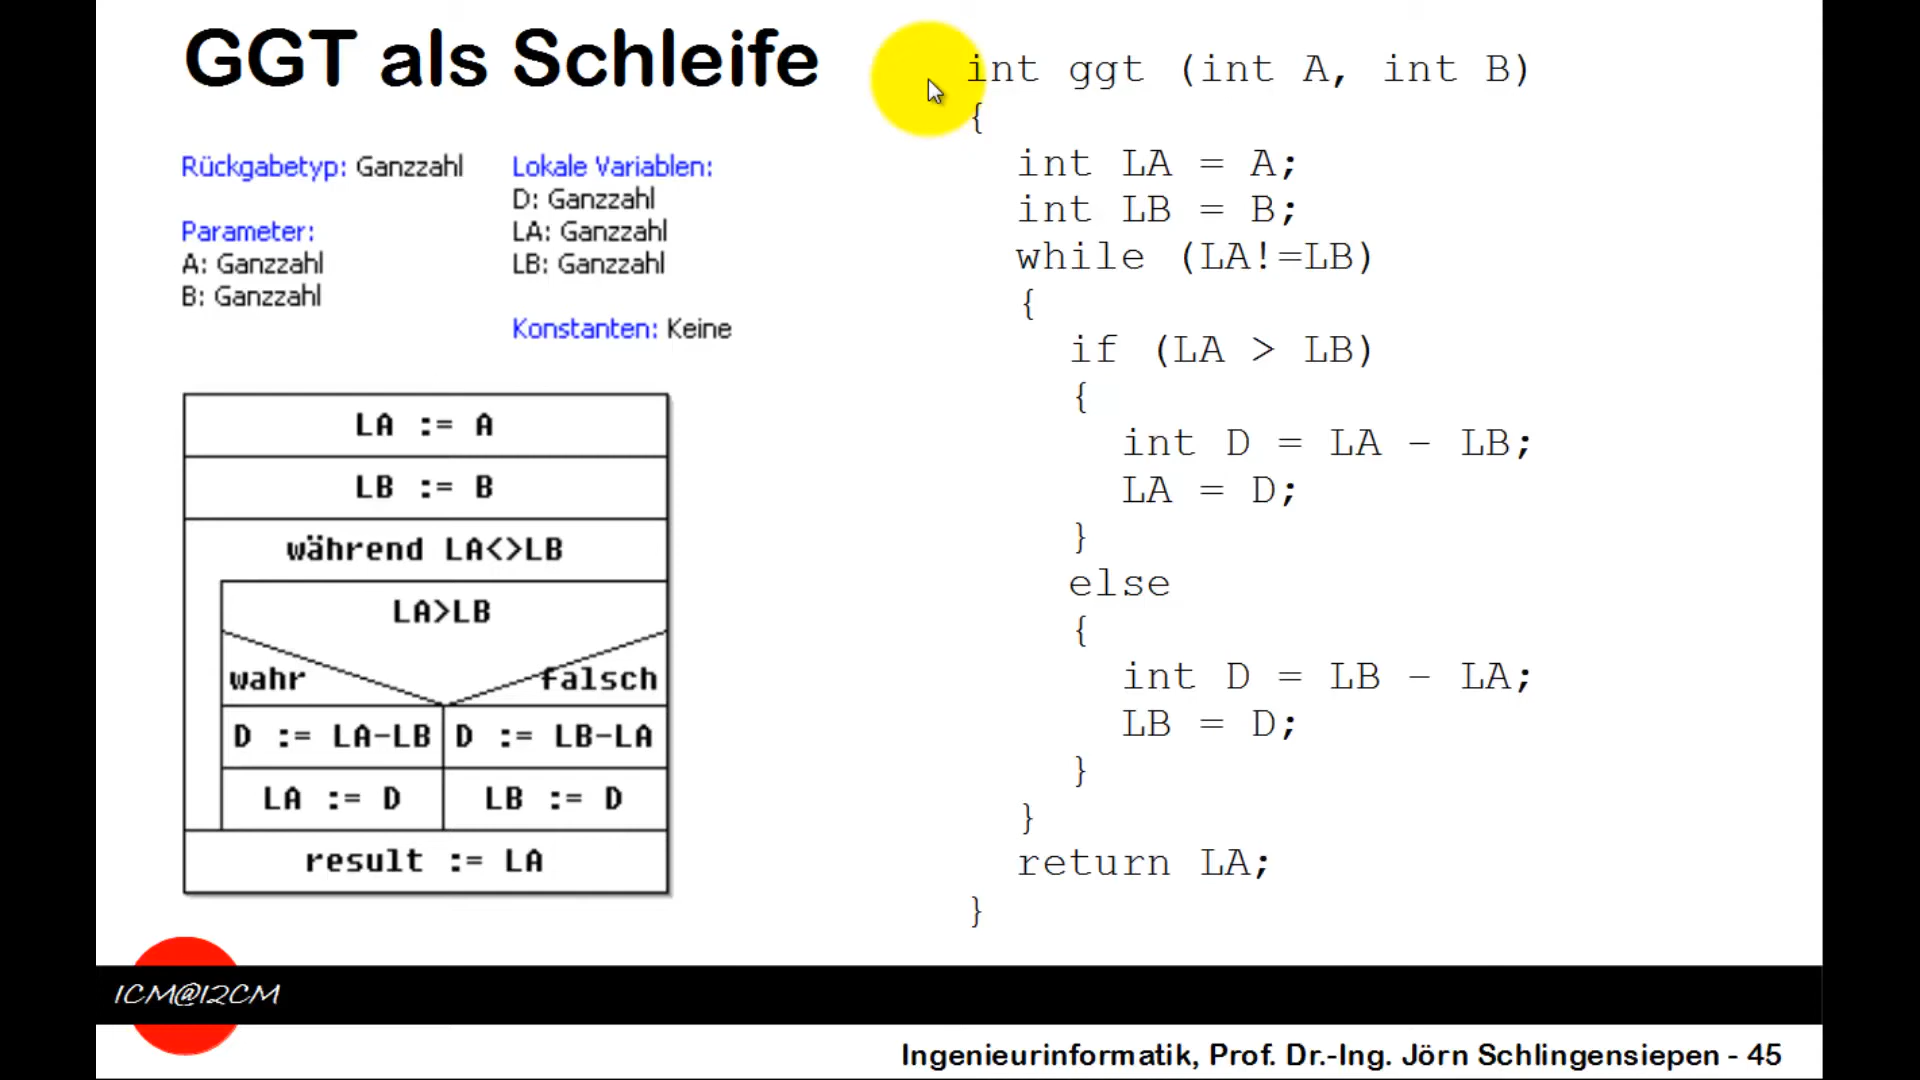 GGT als Schleife
Rückgabetyp: Ganzzahl
Parameter:
A: Ganzzahl
B: Ganzzahl
Lokale Variablen:
D: Ganzzahl
LA: Ganzzahl
LB: Ganzzahl
Konstanten: Keine
LA := A
LB := B
während LA<>LB
LA>LB
wahr falsch
D := LA-LB D := LB-LA
LA := D LB := D
result := LA
int ggt (int A, int B)
{
int LA = A;
int LB = B;
while (LA!=LB)
{
if (LA > LB)
{
int D = LA – LB;
LA = D;
}
else
{
int D = LB – LA;
LB = D;
}
}
return LA;
}
1CM@12CM
Ingenieurinformatik, Prof. Dr.-Ing. Jörn Schlingensiepen - 45